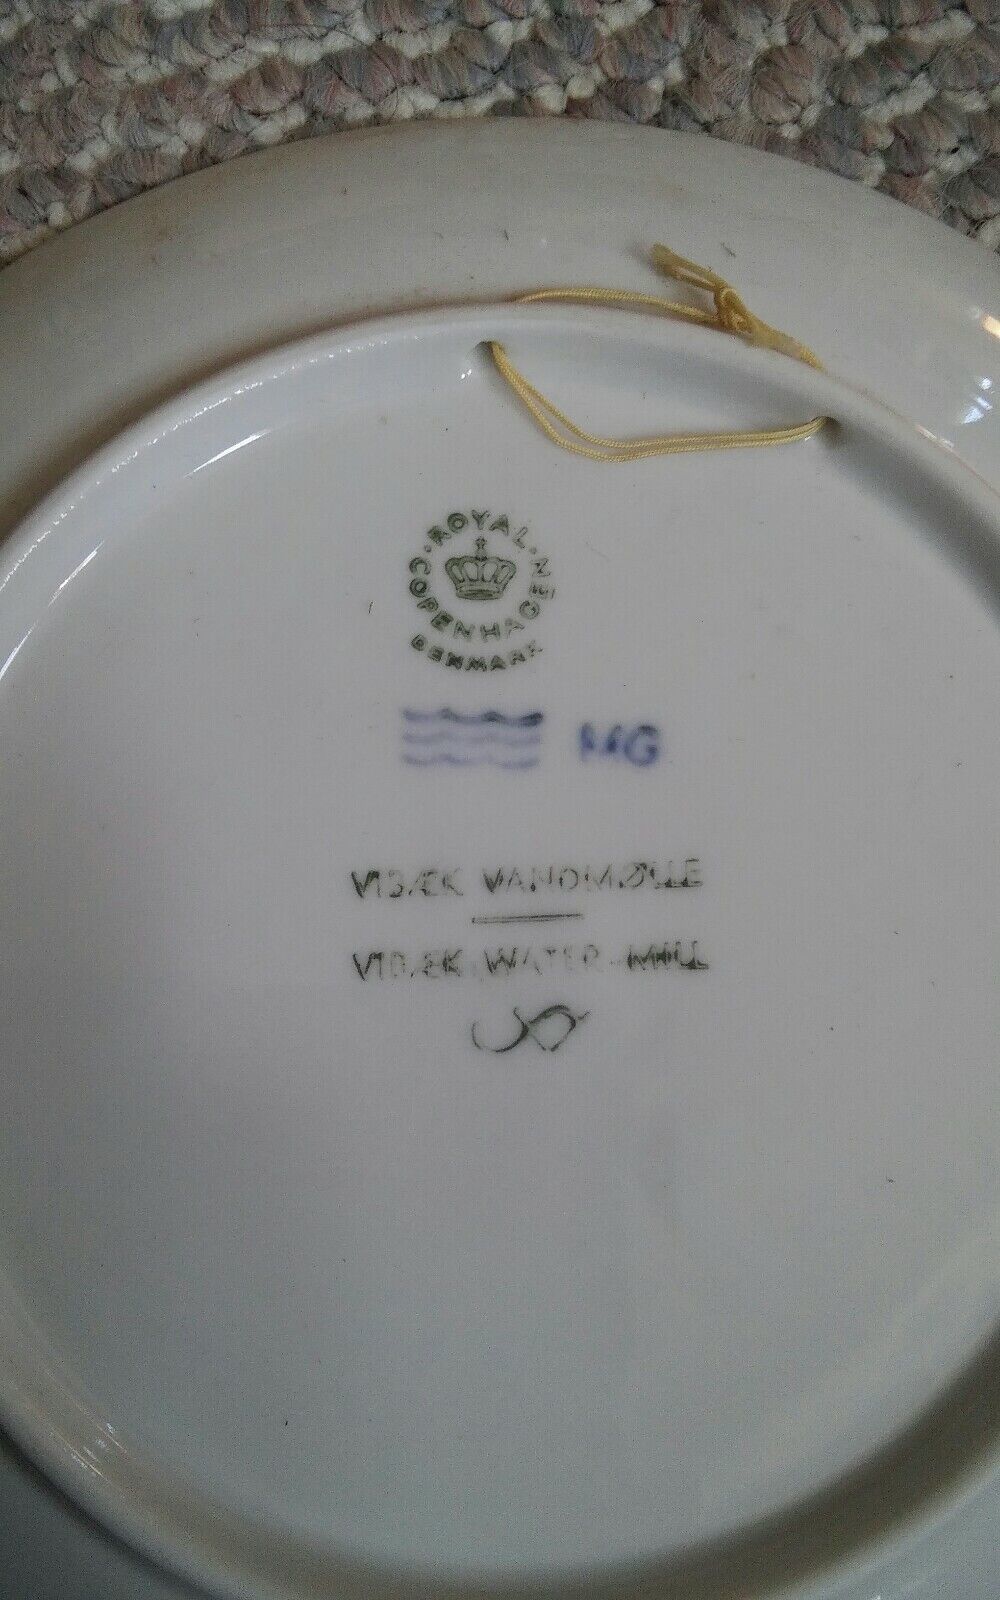 ROYAL COPENHAGEN
DENMARK
MG
VIBÆK VANDMØLLE
VIBÆK WATER-MILL